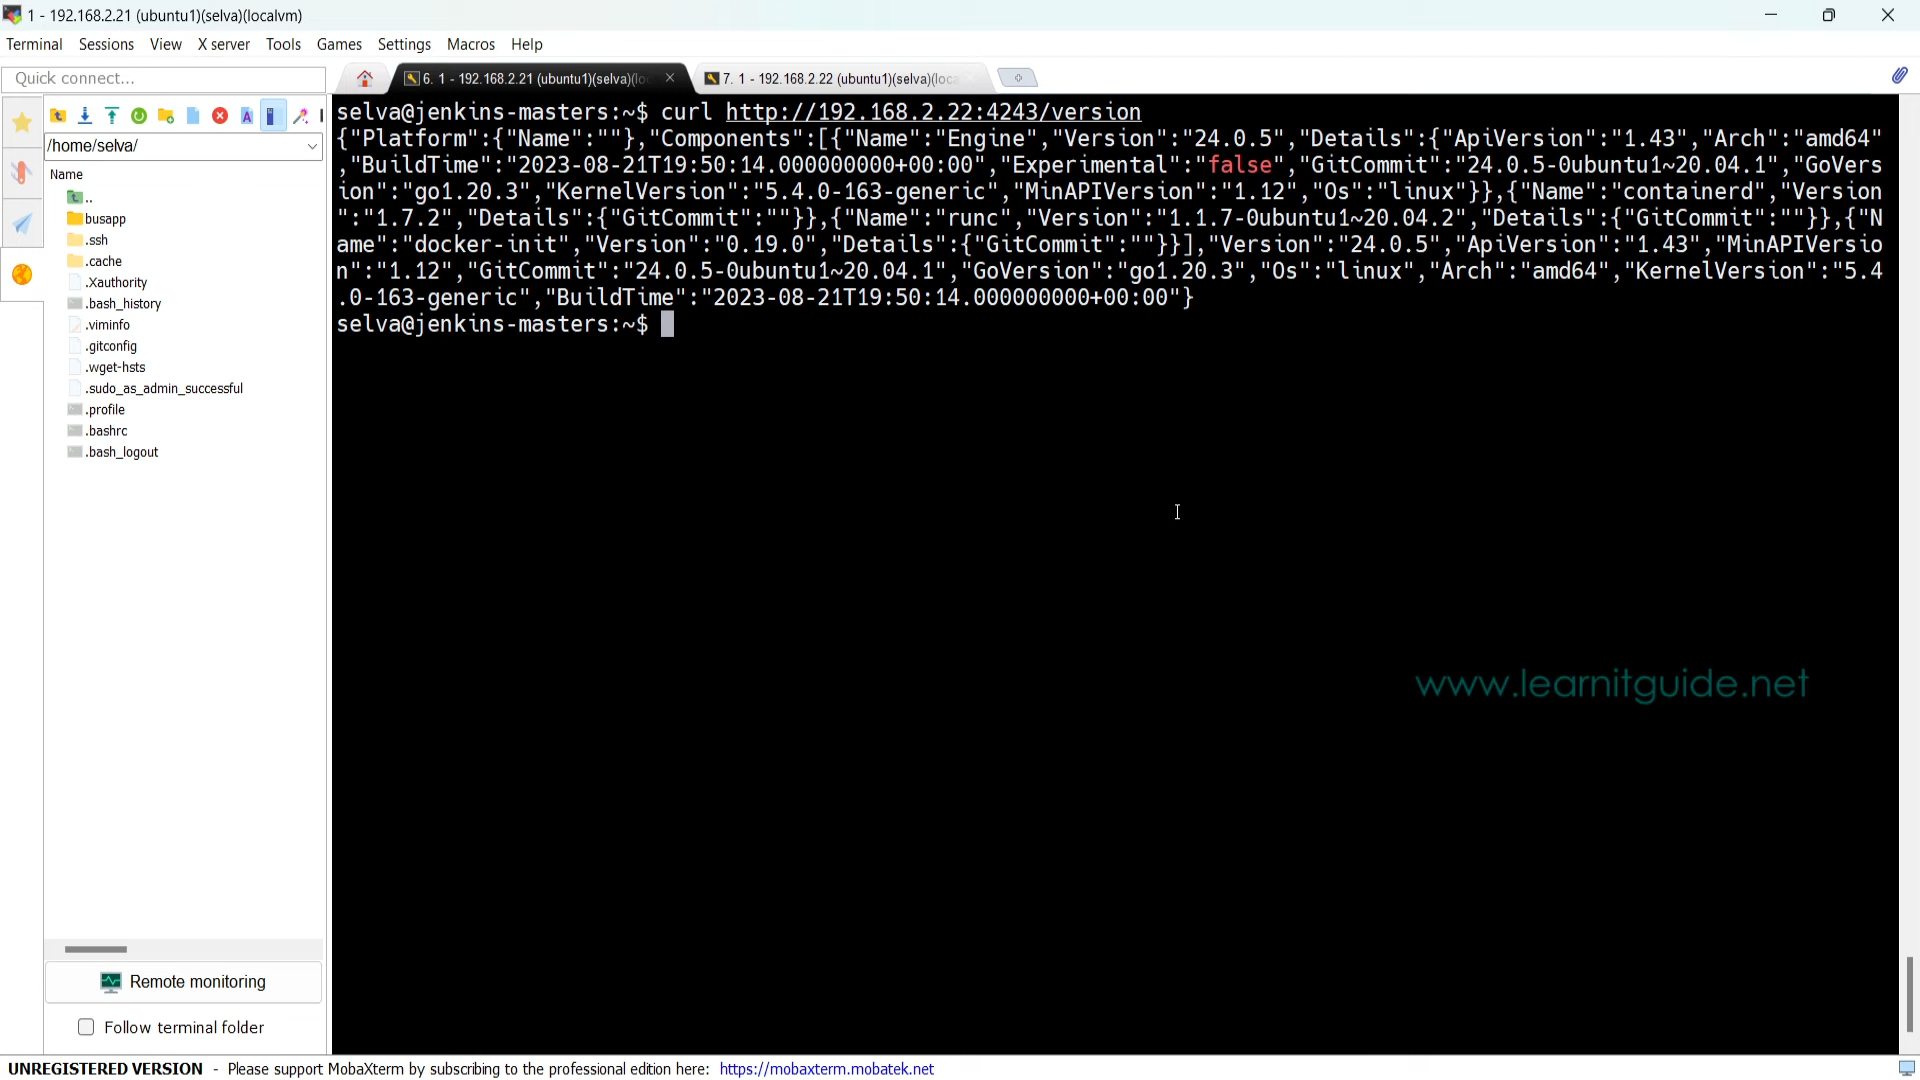 1 - 192.168.2.21 (ubuntu1)(selva)(localvm)
Terminal Sessions View X server Tools Games Settings Macros Help
Quick connect...
6. 1 - 192.168.2.21 (ubuntu1)(selva)(lo
7. 1 - 192.168.2.22 (ubuntu1)(selva)(loca
/home/selva/
Name
..
busapp
.ssh
.cache
.Xauthority
.bash_history
.viminfo
.gitconfig
.wget-hsts
.sudo_as_admin_successful
.profile
.bashrc
.bash_logout
Remote monitoring
Follow terminal folder
selva@jenkins-masters:~$ curl http://192.168.2.22:4243/version
{"Platform":{"Name":""},"Components":[{"Name":"Engine","Version":"24.0.5","Details":{"ApiVersion":"1.43","Arch":"amd64"
,"BuildTime":"2023-08-21T19:50:14.000000000+00:00","Experimental":"false","GitCommit":"24.0.5-0ubuntu1~20.04.1","GoVers
ion":"go1.20.3","KernelVersion":"5.4.0-163-generic","MinAPIVersion":"1.12","Os":"linux"}},{"Name":"containerd","Version
":"1.7.2","Details":{"GitCommit":""}},{"Name":"runc","Version":"1.1.7-0ubuntu1~20.04.2","Details":{"GitCommit":""}},{"N
ame":"docker-init","Version":"0.19.0","Details":{"GitCommit":""}}],"Version":"24.0.5","ApiVersion":"1.43","MinAPIVersio
n":"1.12","GitCommit":"24.0.5-0ubuntu1~20.04.1","GoVersion":"go1.20.3","Os":"linux","Arch":"amd64","KernelVersion":"5.4
.0-163-generic","BuildTime":"2023-08-21T19:50:14.000000000+00:00"}
selva@jenkins-masters:~$
www.learnitguide.net
UNREGISTERED VERSION - Please support MobaXterm by subscribing to the professional edition here: https://mobaxterm.mobatek.net